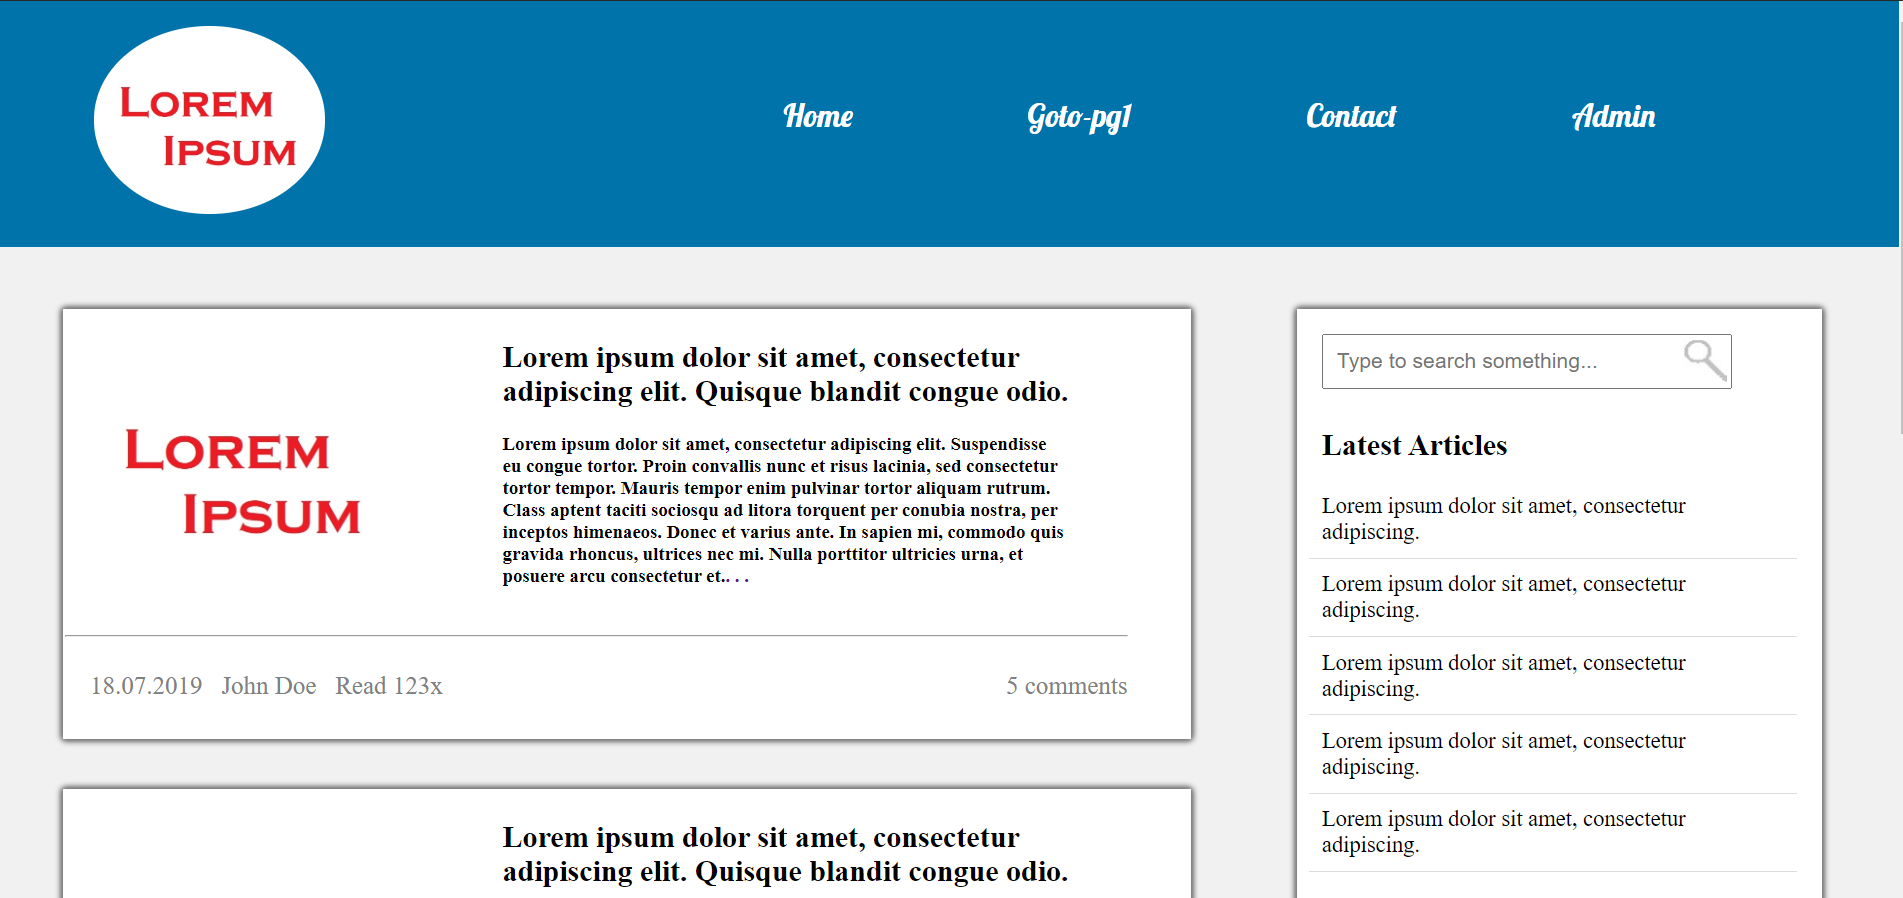 Lorem
Ipsum
Home
Goto-pg1
Contact
Admin
Lorem
Ipsum
Lorem ipsum dolor sit amet, consectetur
adipiscing elit. Quisque blandit congue odio.
Lorem ipsum dolor sit amet, consectetur adipiscing elit. Suspendisse
eu congue tortor. Proin convallis nunc et risus lacinia, sed consectetur
tortor tempor. Mauris tempor enim pulvinar tortor aliquam rutrum.
Class aptent taciti sociosqu ad litora torquent per conubia nostra, per
inceptos himenaeos. Donec et varius ante. In sapien mi, commodo quis
gravida rhoncus, ultrices nec mi. Nulla porttitor ultricies urna, et
posuere arcu consectetur et.. . .
18.07.2019 John Doe Read 123x
5 comments
Lorem ipsum dolor sit amet, consectetur
adipiscing elit. Quisque blandit congue odio.
Type to search something...
Latest Articles
Lorem ipsum dolor sit amet, consectetur
adipiscing.
Lorem ipsum dolor sit amet, consectetur
adipiscing.
Lorem ipsum dolor sit amet, consectetur
adipiscing.
Lorem ipsum dolor sit amet, consectetur
adipiscing.
Lorem ipsum dolor sit amet, consectetur
adipiscing.